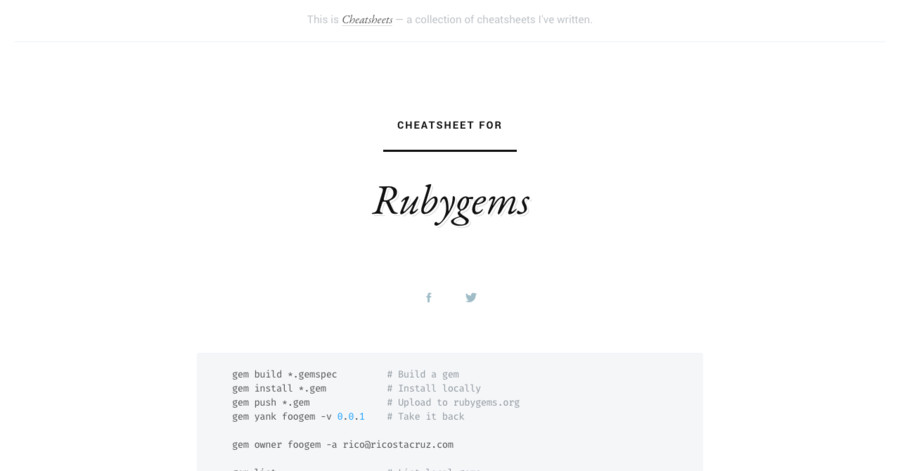 This is Cheatsheets — a collection of cheatsheets I've written.
CHEATSHEET FOR
Rubygems
gem build *.gemspec # Build a gem
gem install *.gem # Install locally
gem push *.gem # Upload to rubygems.org
gem yank foogem -v 0.0.1 # Take it back
gem owner foogem -a rico@ricostacruz.com